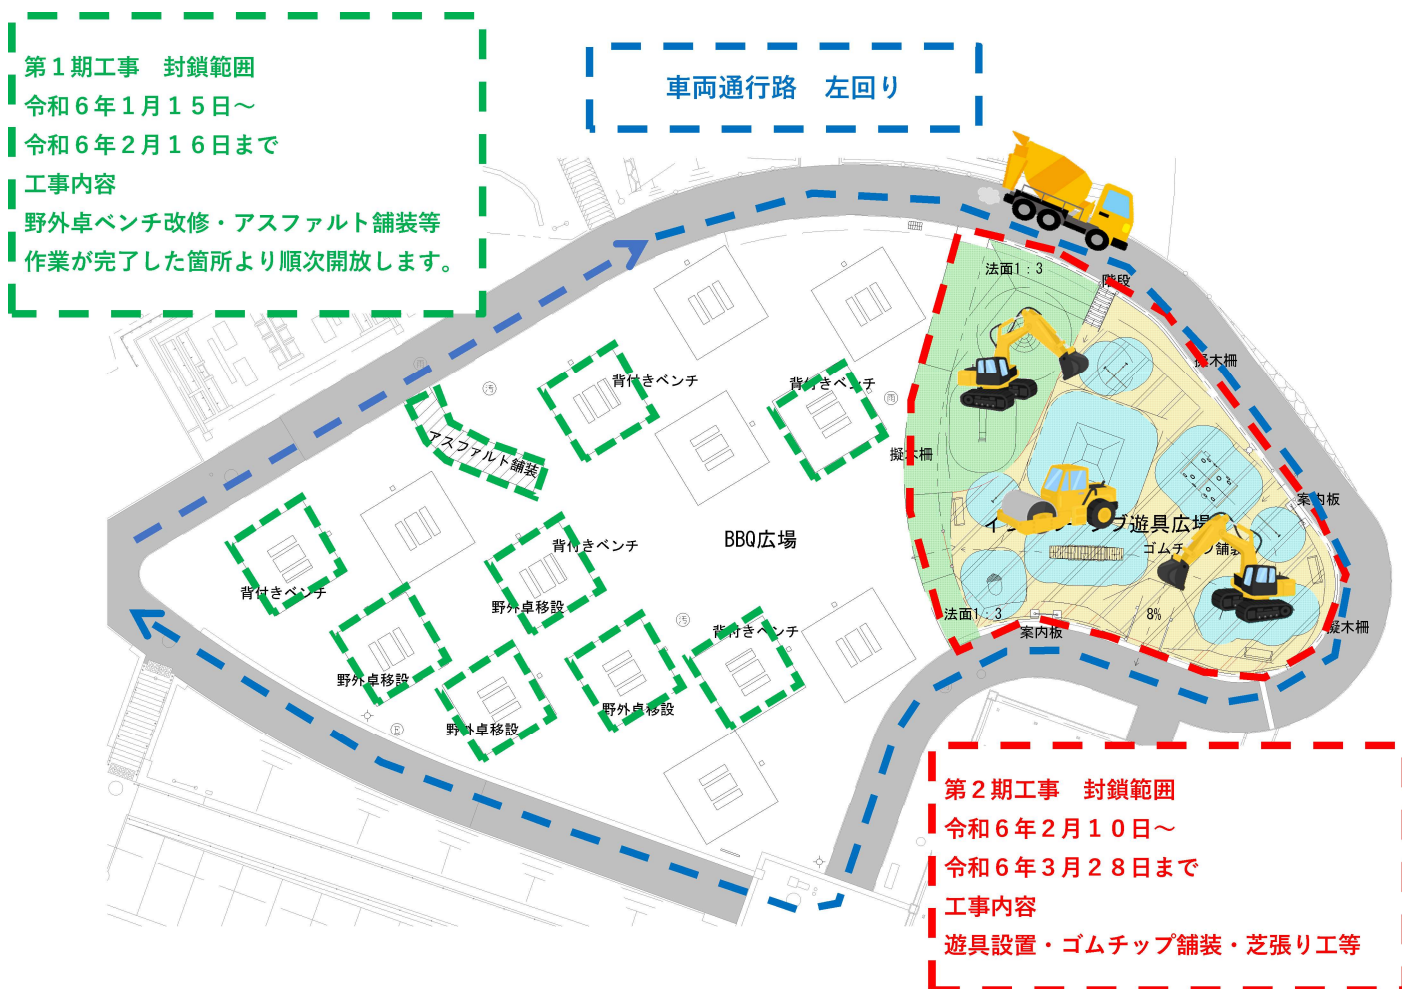 第１期工事　封鎖範囲
令和６年１月１５日～
令和６年２月１６日まで
工事内容
野外卓ベンチ改修・アスファルト舗装等
作業が完了した箇所より順次開放します。
車両通行路　左回り
法面1：3
階段
擬木柵
背付きベンチ
背付きベンチ
汚
雨
アスファルト舗装
擬木柵
案内板
BBQ広場
遊具広場
ゴムチップ舗装
背付きベンチ
背付きベンチ
野外卓移設
法面1：3
案内板
8%
擬木柵
汚
背付きベンチ
野外卓移設
野外卓移設
野外卓移設
E
第２期工事　封鎖範囲
令和６年２月１０日～
令和６年３月２８日まで
工事内容
遊具設置・ゴムチップ舗装・芝張り工等